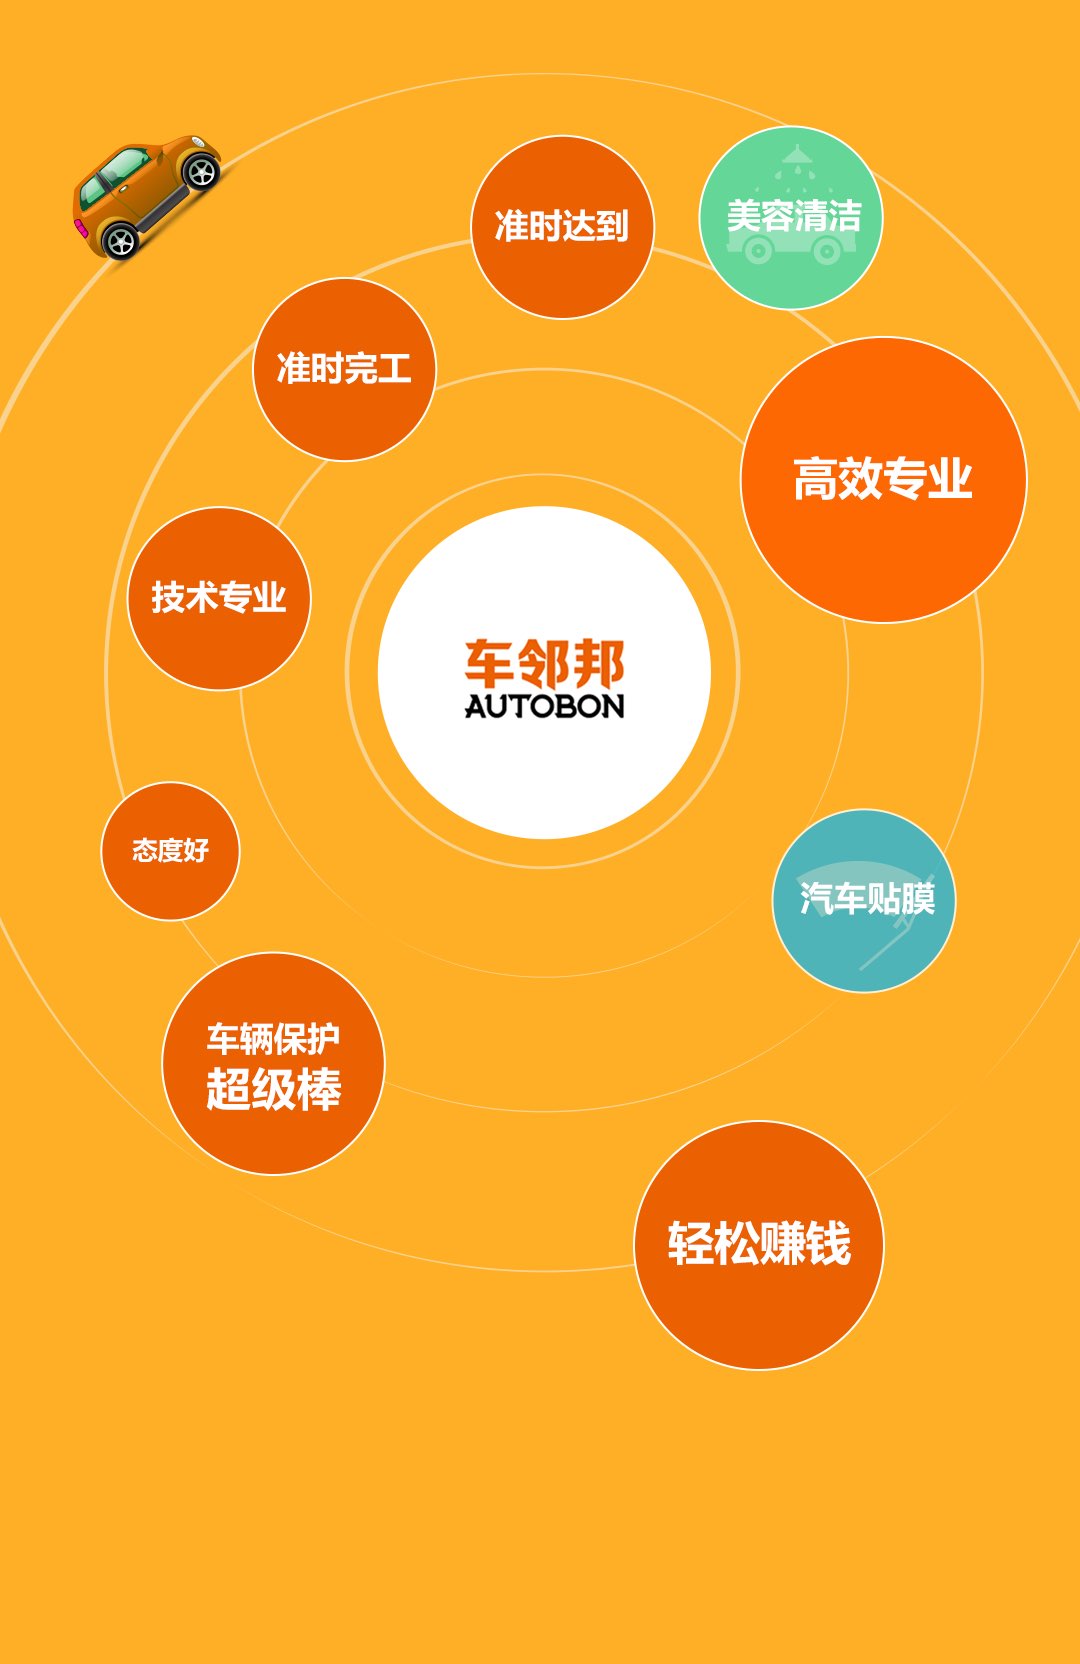 准时达到
美容清洁
准时完工
高效专业
技术专业
车邻邦
AUTOBON
态度好
汽车贴膜
车辆保护
超级棒
轻松赚钱